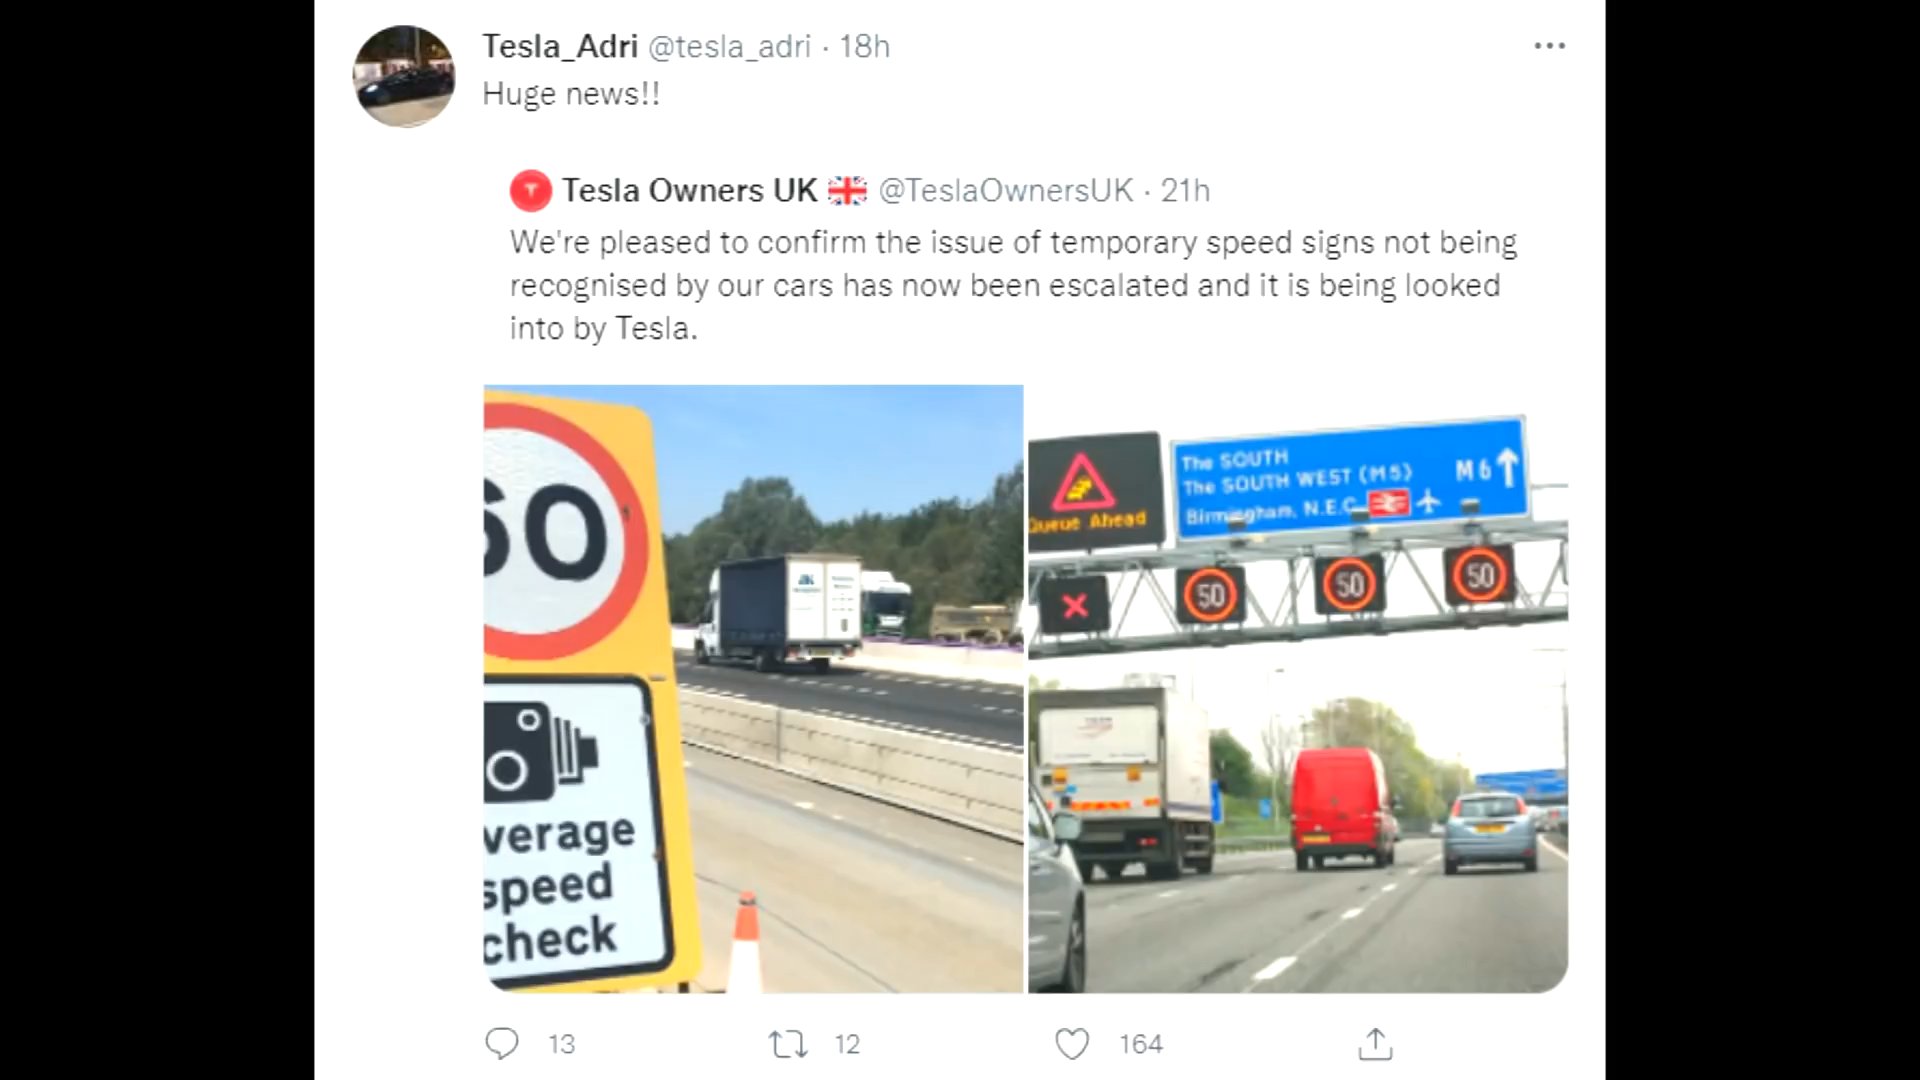 Tesla_Adri @tesla_adri · 18h
Huge news!!
Tesla Owners UK 🇬🇧 @TeslaOwnersUK · 21h
We're pleased to confirm the issue of temporary speed signs not being
recognised by our cars has now been escalated and it is being looked
into by Tesla.
50
verage
speed
check
Queue Ahead
The SOUTH
The SOUTH WEST (M5)
M6
Birmingham, N.E.C
50
50
50
13
12
164